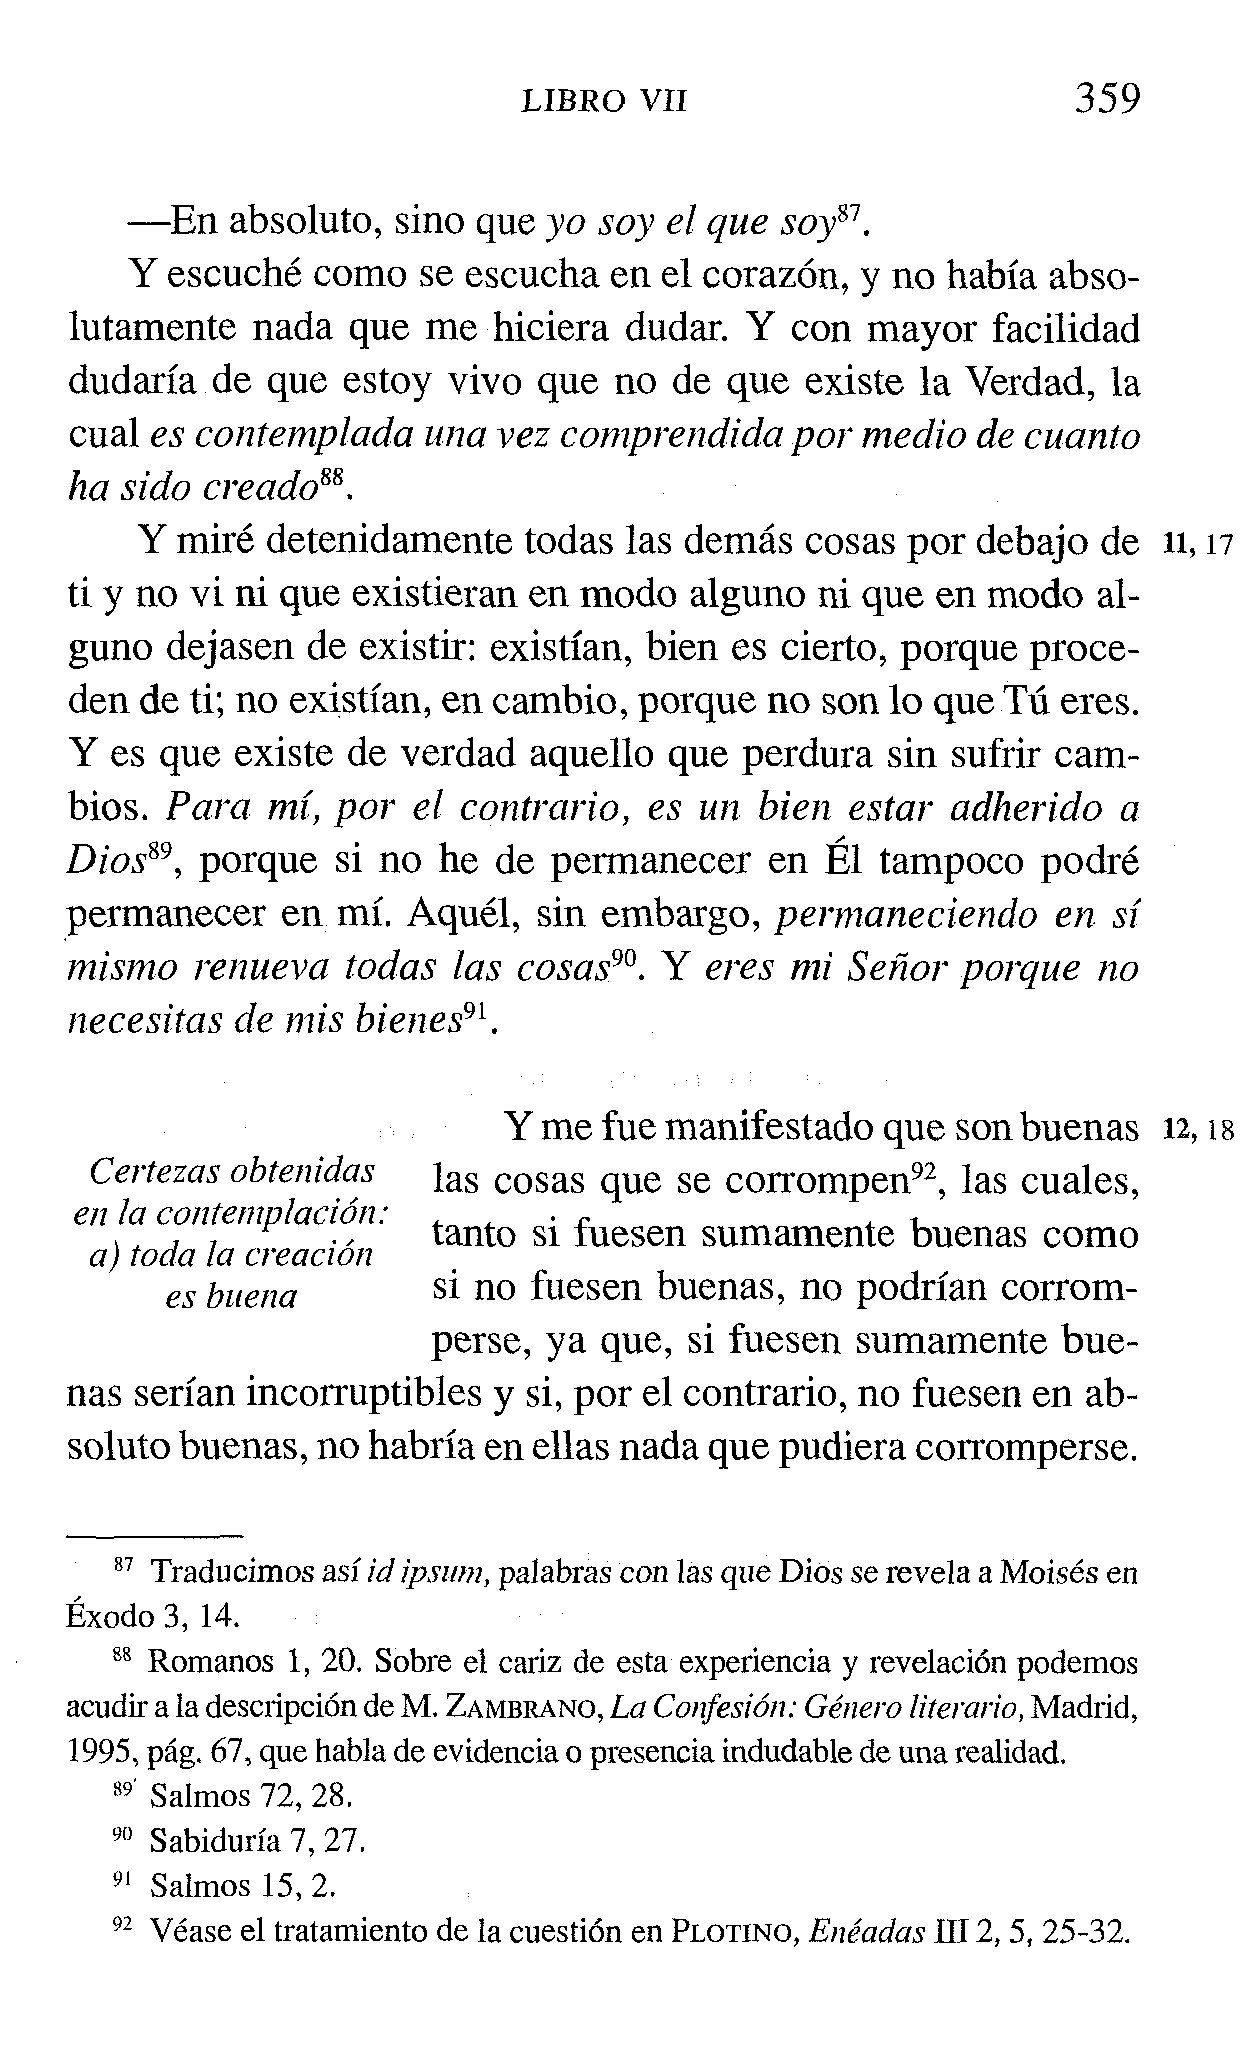 LIBRO VII 359
—En absoluto, sino que yo soy el que soy⁸⁷.
Y escuché como se escucha en el corazón, y no había abso-
lutamente nada que me hiciera dudar. Y con mayor facilidad
dudaría de que estoy vivo que no de que existe la Verdad, la
cual es contemplada una vez comprendida por medio de cuanto
ha sido creado⁸⁸.
Y miré detenidamente todas las demás cosas por debajo de 11, 17
ti y no vi ni que existieran en modo alguno ni que en modo al-
guno dejasen de existir: existían, bien es cierto, porque proce-
den de ti; no existían, en cambio, porque no son lo que Tú eres.
Y es que existe de verdad aquello que perdura sin sufrir cam-
bios. Para mí, por el contrario, es un bien estar adherido a
Dios⁸⁹, porque si no he de permanecer en Él tampoco podré
permanecer en mí. Aquél, sin embargo, permaneciendo en sí
mismo renueva todas las cosas⁹⁰. Y eres mi Señor porque no
necesitas de mis bienes⁹¹.
Certezas obtenidas
en la contemplación:
a) toda la creación
es buena
Y me fue manifestado que son buenas 12, 18
las cosas que se corrompen⁹², las cuales,
tanto si fuesen sumamente buenas como
si no fuesen buenas, no podrían corrom-
perse, ya que, si fuesen sumamente bue-
nas serían incorruptibles y si, por el contrario, no fuesen en ab-
soluto buenas, no habría en ellas nada que pudiera corromperse.
⁸⁷ Traducimos así id ipsum, palabras con las que Dios se revela a Moisés en
Éxodo 3, 14.
⁸⁸ Romanos 1, 20. Sobre el cariz de esta experiencia y revelación podemos
acudir a la descripción de M. ZAMBRANO, La Confesión: Género literario, Madrid,
1995, pág. 67, que habla de evidencia o presencia indudable de una realidad.
⁸⁹ Salmos 72, 28.
⁹⁰ Sabiduría 7, 27.
⁹¹ Salmos 15, 2.
⁹² Véase el tratamiento de la cuestión en PLOTINO, Enéadas III 2, 5, 25-32.